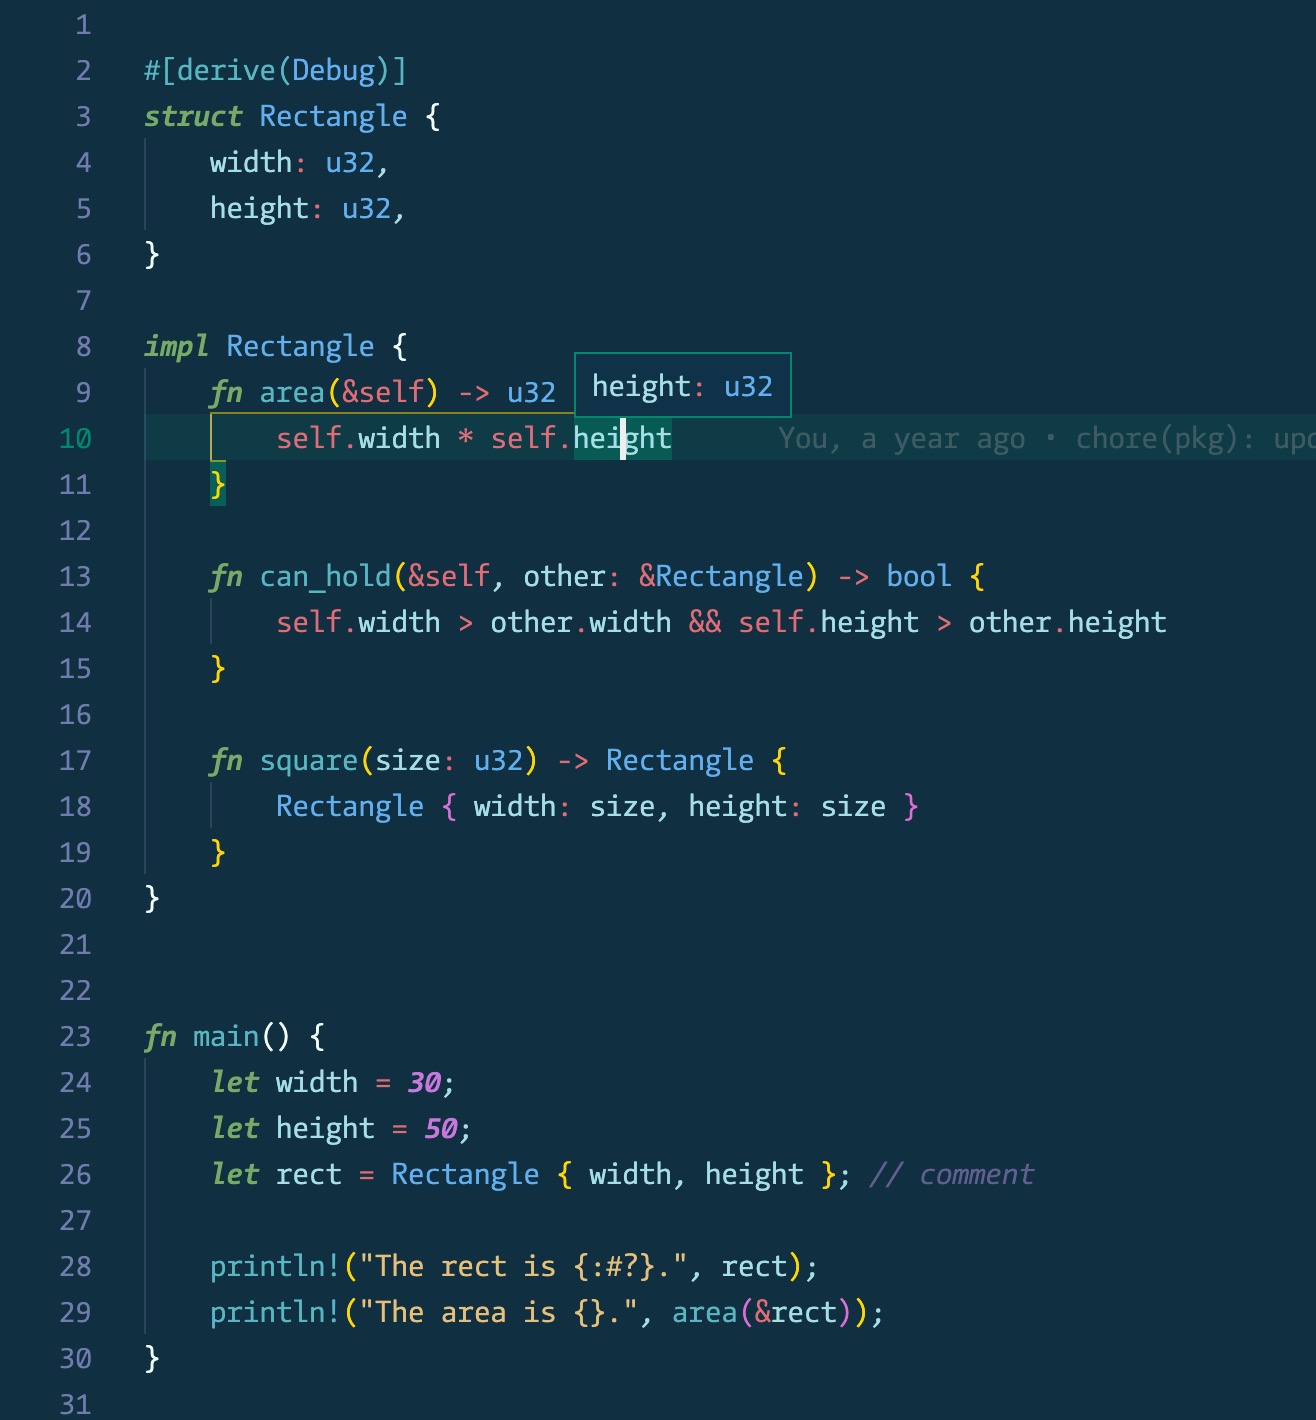 1
2 #[derive(Debug)]
3 struct Rectangle {
4     width: u32,
5     height: u32,
6 }
7
8 impl Rectangle {
9     fn area(&self) -> u32
height: u32
10         self.width * self.height     You, a year ago • chore(pkg): upd
11     }
12
13     fn can_hold(&self, other: &Rectangle) -> bool {
14         self.width > other.width && self.height > other.height
15     }
16
17     fn square(size: u32) -> Rectangle {
18         Rectangle { width: size, height: size }
19     }
20 }
21
22
23 fn main() {
24     let width = 30;
25     let height = 50;
26     let rect = Rectangle { width, height }; // comment
27
28     println!("The rect is {:#?}.", rect);
29     println!("The area is {}.", area(&rect));
30 }
31